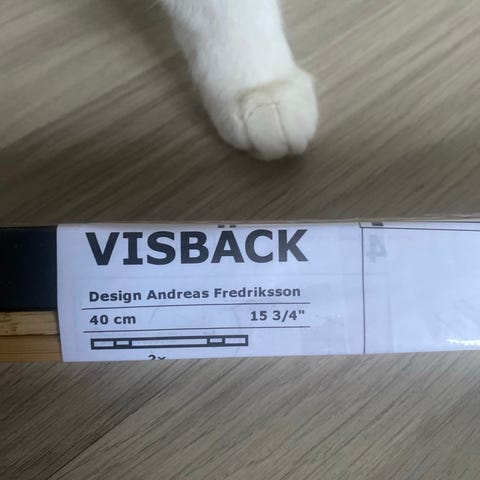 VISBÄCK
Design Andreas Fredriksson
40 cm 15 3/4"